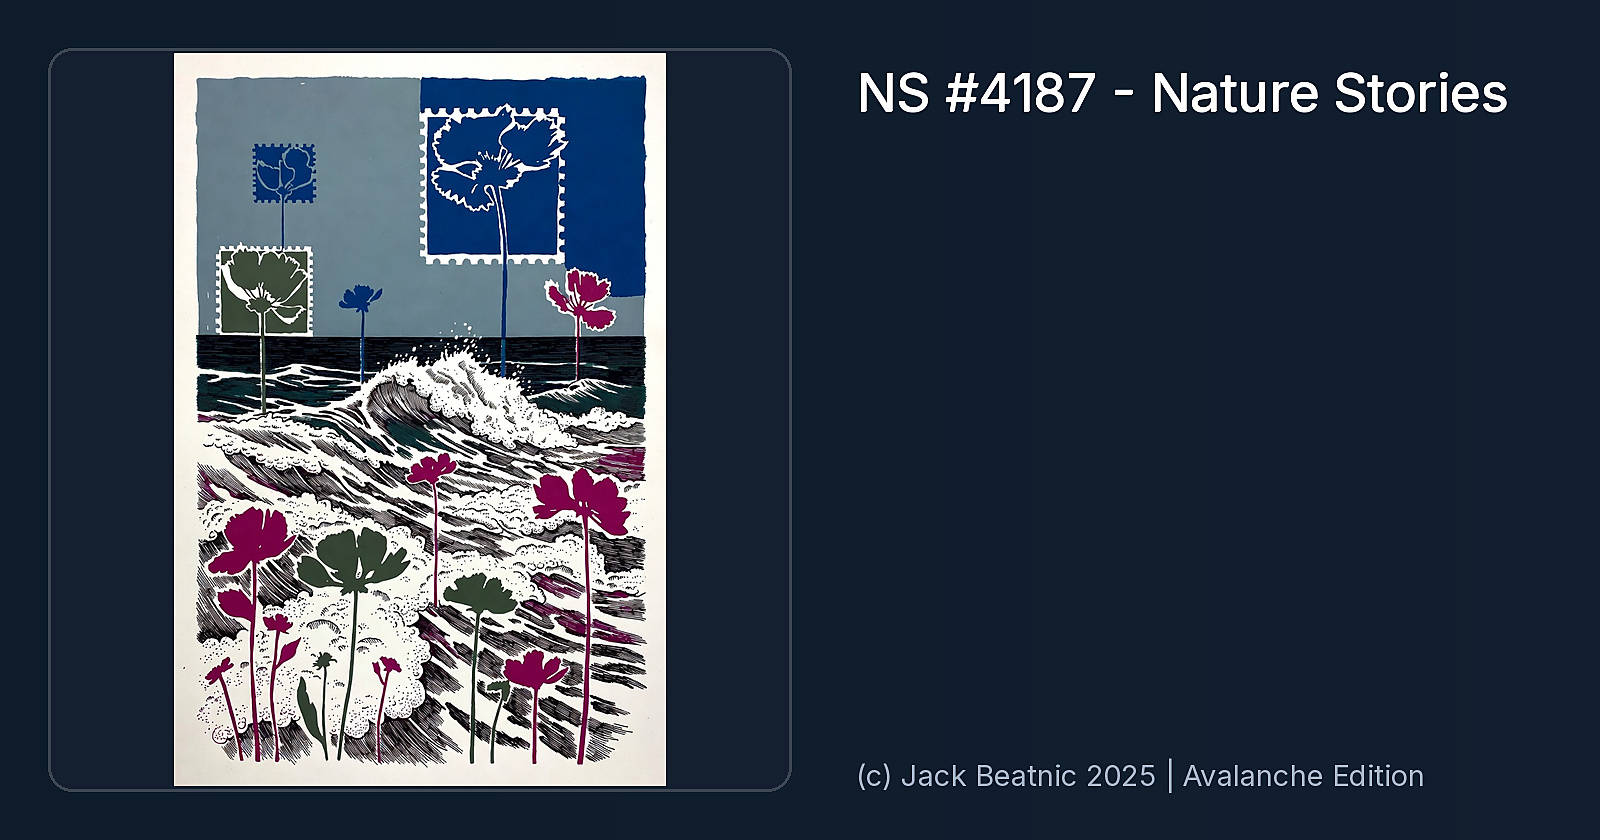 NS #4187 - Nature Stories
(c) Jack Beatnic 2025 | Avalanche Edition